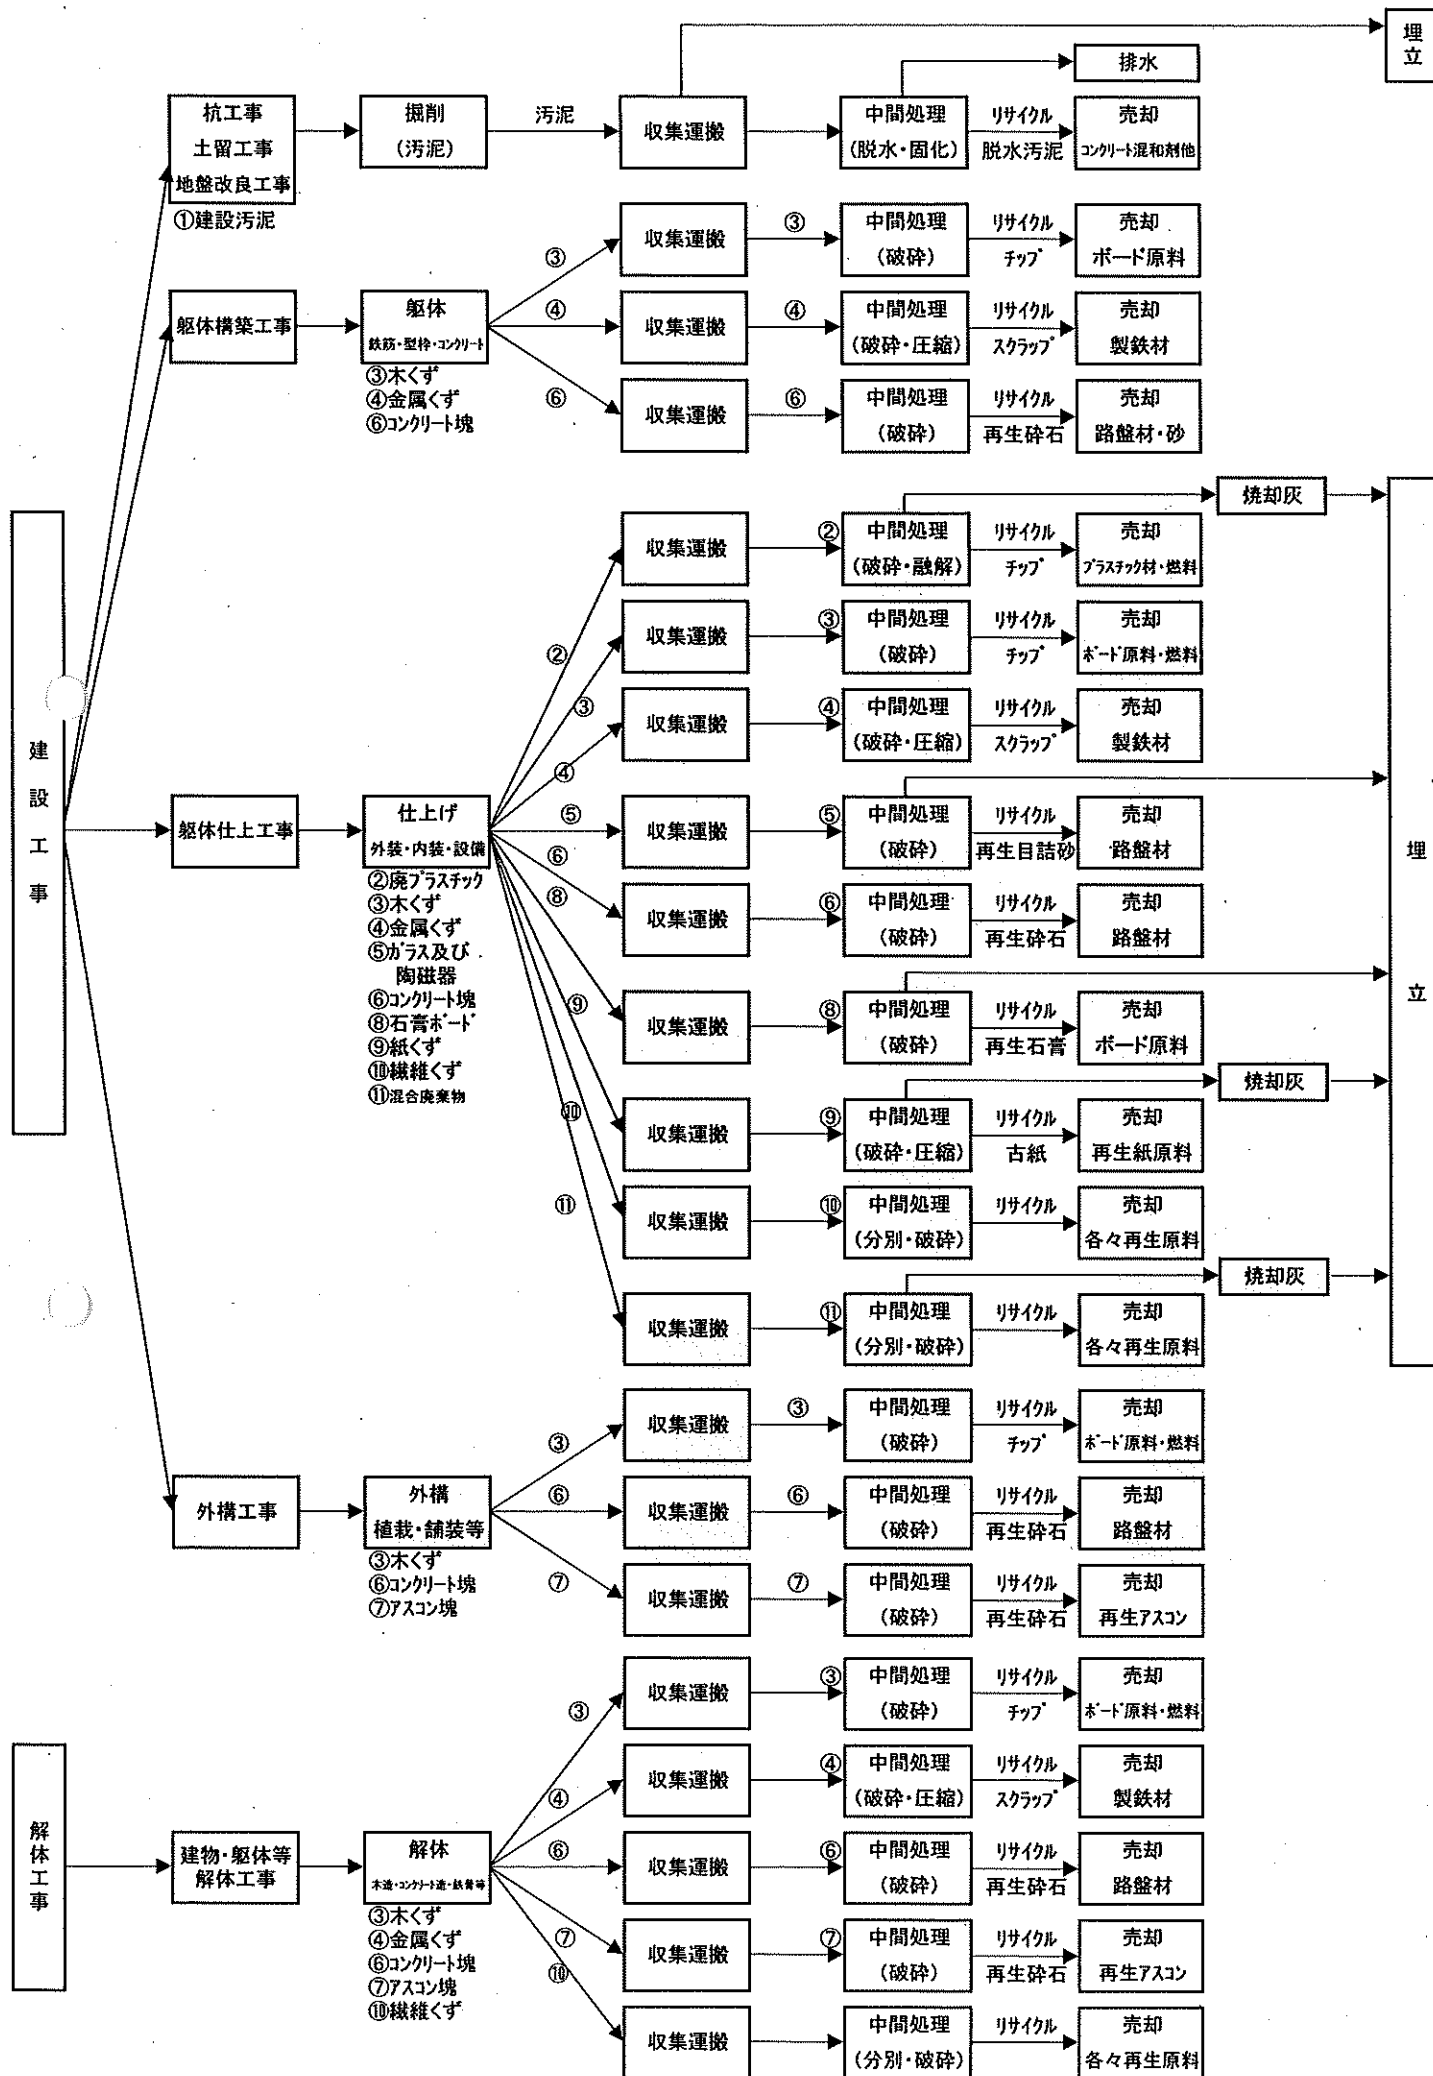 埋立
排水
杭工事
土留工事
地盤改良工事
①建設汚泥
掘削
(汚泥)
汚泥
収集運搬
中間処理
(脱水・固化)
リサイクル
脱水汚泥
売却
コンクリート混和剤他
③
収集運搬
③
中間処理
(破砕)
リサイクル
チップ
売却
ボード原料
躯体構築工事
躯体
鉄筋・型枠・コンクリート
③木くず
④金属くず
⑥コンクリート塊
④
収集運搬
④
中間処理
(破砕・圧縮)
リサイクル
スクラップ
売却
製鉄材
⑥
収集運搬
⑥
中間処理
(破砕)
リサイクル
再生砕石
売却
路盤材・砂
建設工事
焼却灰
埋立
②
収集運搬
②
中間処理
(破砕・融解)
リサイクル
チップ
売却
プラスチック材・燃料
③
収集運搬
③
中間処理
(破砕)
リサイクル
チップ
売却
ボード原料・燃料
④
収集運搬
④
中間処理
(破砕・圧縮)
リサイクル
スクラップ
売却
製鉄材
躯体仕上工事
仕上げ
外装・内装・設備
②廃プラスチック
③木くず
④金属くず
⑤ガラス及び
陶磁器
⑥コンクリート塊
⑧石膏ボード
⑨紙くず
⑩繊維くず
⑪混合廃棄物
⑤
収集運搬
⑤
中間処理
(破砕)
リサイクル
再生目詰砂
売却
路盤材
⑥
収集運搬
⑥
中間処理
(破砕)
リサイクル
再生砕石
売却
路盤材
⑧
収集運搬
⑧
中間処理
(破砕)
リサイクル
再生石膏
売却
ボード原料
焼却灰
⑨
収集運搬
⑨
中間処理
(破砕・圧縮)
リサイクル
古紙
売却
再生紙原料
⑩
収集運搬
⑩
中間処理
(分別・破砕)
リサイクル
売却
各々再生原料
焼却灰
⑪
収集運搬
⑪
中間処理
(分別・破砕)
リサイクル
売却
各々再生原料
外構工事
外構
植栽・舗装等
③木くず
⑥コンクリート塊
⑦アスコン塊
③
収集運搬
③
中間処理
(破砕)
リサイクル
チップ
売却
ボード原料・燃料
⑥
収集運搬
⑥
中間処理
(破砕)
リサイクル
再生砕石
売却
路盤材
⑦
収集運搬
⑦
中間処理
(破砕)
リサイクル
再生砕石
売却
再生アスコン
解体工事
建物・躯体等
解体工事
解体
木造・コンクリート造・鉄骨等
③木くず
④金属くず
⑥コンクリート塊
⑦アスコン塊
⑩繊維くず
③
収集運搬
③
中間処理
(破砕)
リサイクル
チップ
売却
ボード原料・燃料
④
収集運搬
④
中間処理
(破砕・圧縮)
リサイクル
スクラップ
売却
製鉄材
⑥
収集運搬
⑥
中間処理
(破砕)
リサイクル
再生砕石
売却
路盤材
⑦
収集運搬
⑦
中間処理
(破砕)
リサイクル
再生砕石
売却
再生アスコン
⑩
収集運搬
中間処理
(分別・破砕)
リサイクル
売却
各々再生原料